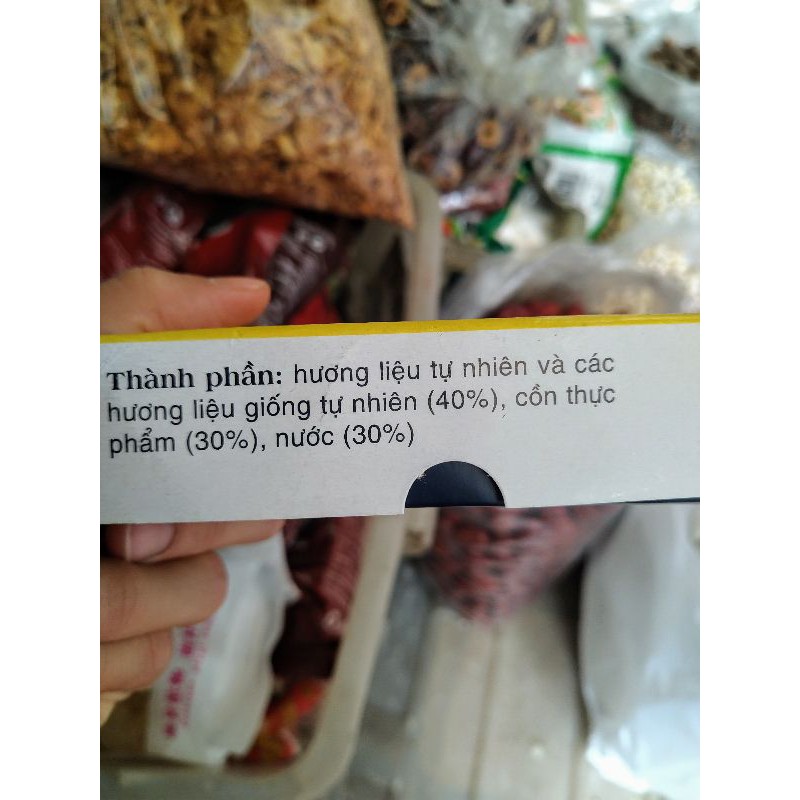 Thành phần: hương liệu tự nhiên và các
hương liệu giống tự nhiên (40%), cồn thực
phẩm (30%), nước (30%)